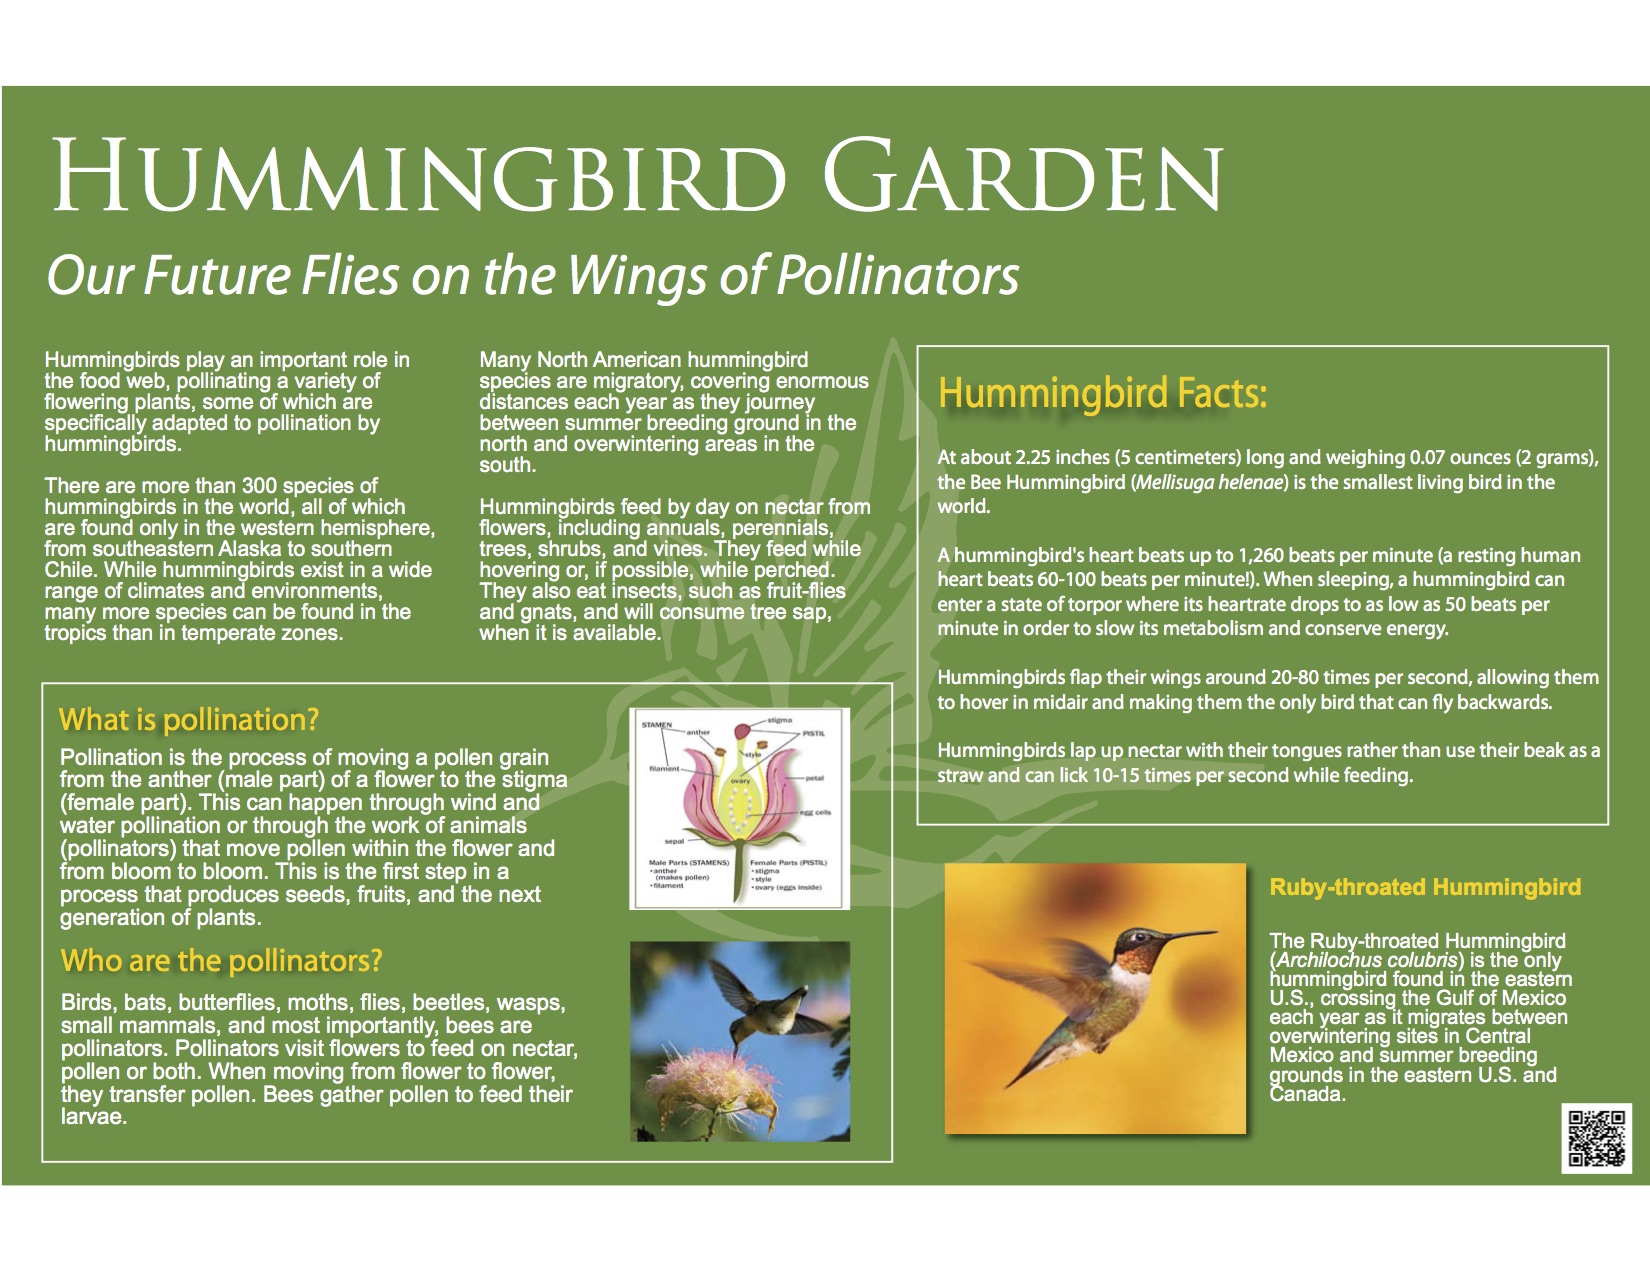 HUMMINGBIRD GARDEN
Our Future Flies on the Wings of Pollinators
Hummingbirds play an important role in
the food web, pollinating a variety of
flowering plants, some of which are
specifically adapted to pollination by
hummingbirds.
There are more than 300 species of
hummingbirds in the world, all of which
are found only in the western hemisphere,
from southeastern Alaska to southern
Chile. While hummingbirds exist in a wide
range of climates and environments,
many more species can be found in the
tropics than in temperate zones.
Many North American hummingbird
species are migratory, covering enormous
distances each year as they journey
between summer breeding ground in the
north and overwintering areas in the
south.
Hummingbirds feed by day on nectar from
flowers, including annuals, perennials,
trees, shrubs, and vines. They feed while
hovering or, if possible, while perched.
They also eat insects, such as fruit-flies
and gnats, and will consume tree sap,
when it is available.
Hummingbird Facts:
At about 2.25 inches (5 centimeters) long and weighing 0.07 ounces (2 grams),
the Bee Hummingbird (Mellisuga helenae) is the smallest living bird in the
world.
A hummingbird's heart beats up to 1,260 beats per minute (a resting human
heart beats 60-100 beats per minute!). When sleeping, a hummingbird can
enter a state of torpor where its heartrate drops to as low as 50 beats per
minute in order to slow its metabolism and conserve energy.
Hummingbirds flap their wings around 20-80 times per second, allowing them
to hover in midair and making them the only bird that can fly backwards.
Hummingbirds lap up nectar with their tongues rather than use their beak as a
straw and can lick 10-15 times per second while feeding.
What is pollination?
Pollination is the process of moving a pollen grain
from the anther (male part) of a flower to the stigma
(female part). This can happen through wind and
water pollination or through the work of animals
(pollinators) that move pollen within the flower and
from bloom to bloom. This is the first step in a
process that produces seeds, fruits, and the next
generation of plants.
STAMEN
anther
filament
stigma
PISTIL
style
ovary
petal
egg cells
sepal
Male Parts (STAMENS)
•anther
(makes pollen)
•filament
Female Parts (PISTIL)
•stigma
•style
•ovary (eggs inside)
Who are the pollinators?
Birds, bats, butterflies, moths, flies, beetles, wasps,
small mammals, and most importantly, bees are
pollinators. Pollinators visit flowers to feed on nectar,
pollen or both. When moving from flower to flower,
they transfer pollen. Bees gather pollen to feed their
larvae.
Ruby-throated Hummingbird
The Ruby-throated Hummingbird
(Archilochus colubris) is the only
hummingbird found in the eastern
U.S., crossing the Gulf of Mexico
each year as it migrates between
overwintering sites in Central
Mexico and summer breeding
grounds in the eastern U.S. and
Canada.